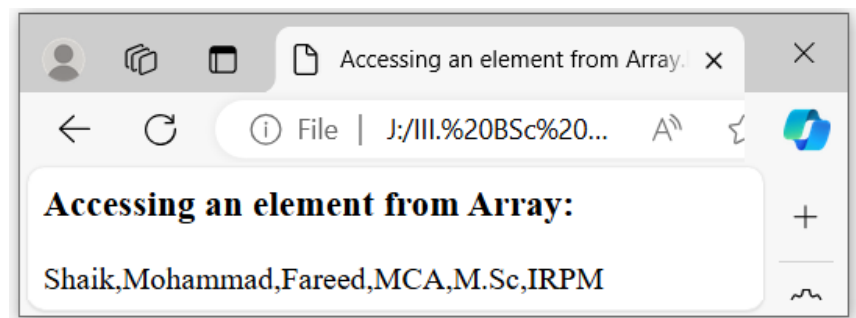 Accessing an element from Array.
File | J:/III.%20BSc%20...
Accessing an element from Array:
Shaik,Mohammad,Fareed,MCA,M.Sc,IRPM